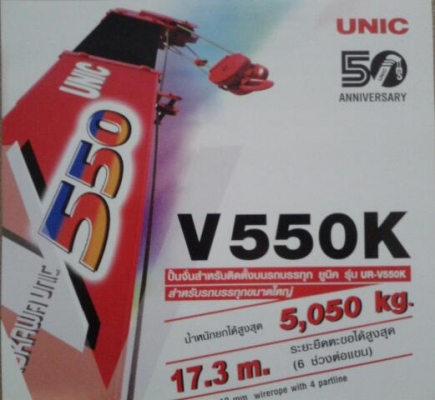 UNIC
50
ANNIVERSARY
UNIC
550
V550K
ปั้นจั่นสำหรับติดตั้งบนรถบรรทุก ยูนิค รุ่น UR-V550K
สำหรับรถบรรทุกขนาดใหญ่
น้ำหนักยกได้สูงสุด 5,050 kg.
17.3 m. ระยะยืดตะขอได้สูงสุด
(6 ช่วงต่อแขน)
mm wirerope with 4 partline
UNIC